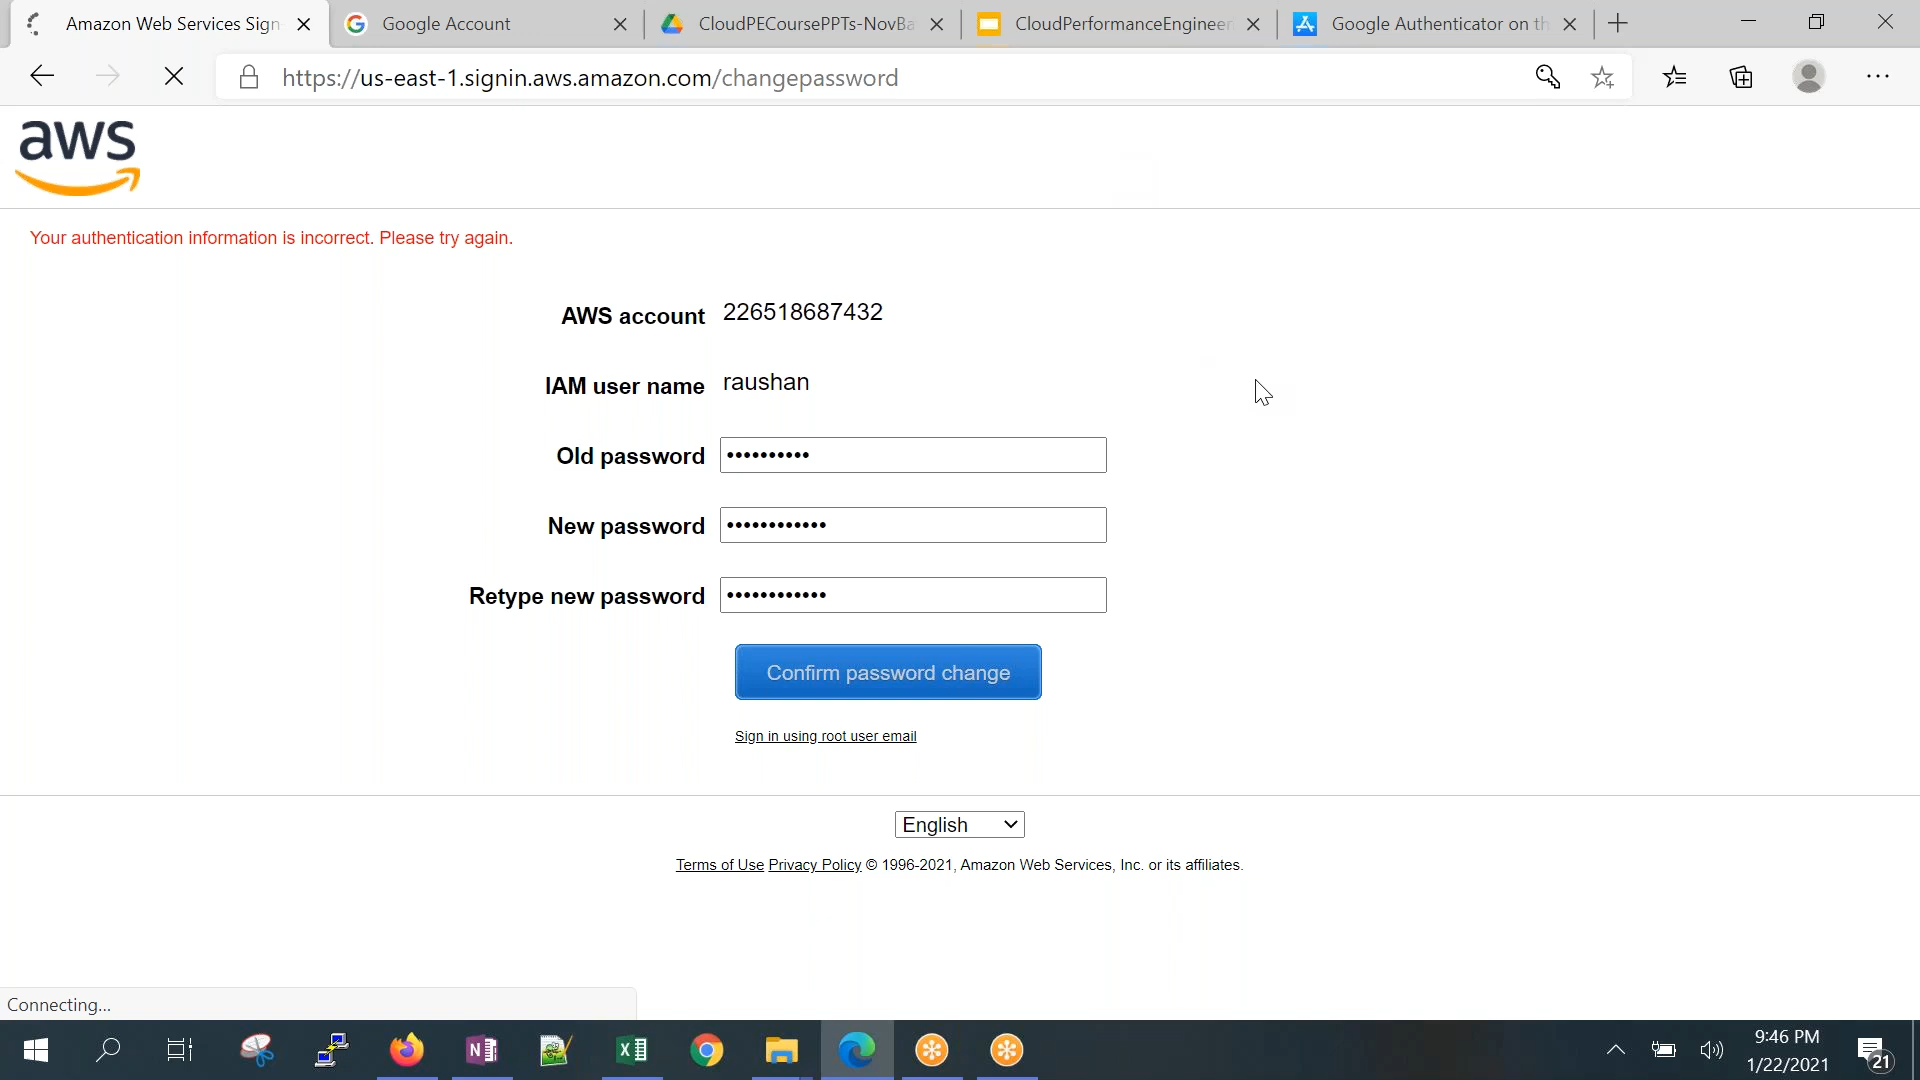 Amazon Web Services Sign
Google Account
CloudPECoursePPTs-NovBa
CloudPerformanceEngineer
Google Authenticator on th
https://us-east-1.signin.aws.amazon.com/changepassword
aws
Your authentication information is incorrect. Please try again.
AWS account 226518687432
IAM user name raushan
Old password ••••••••••
New password ••••••••••••
Retype new password ••••••••••••
Confirm password change
Sign in using root user email
English
Terms of Use Privacy Policy © 1996-2021, Amazon Web Services, Inc. or its affiliates.
Connecting...
9:46 PM
1/22/2021
21